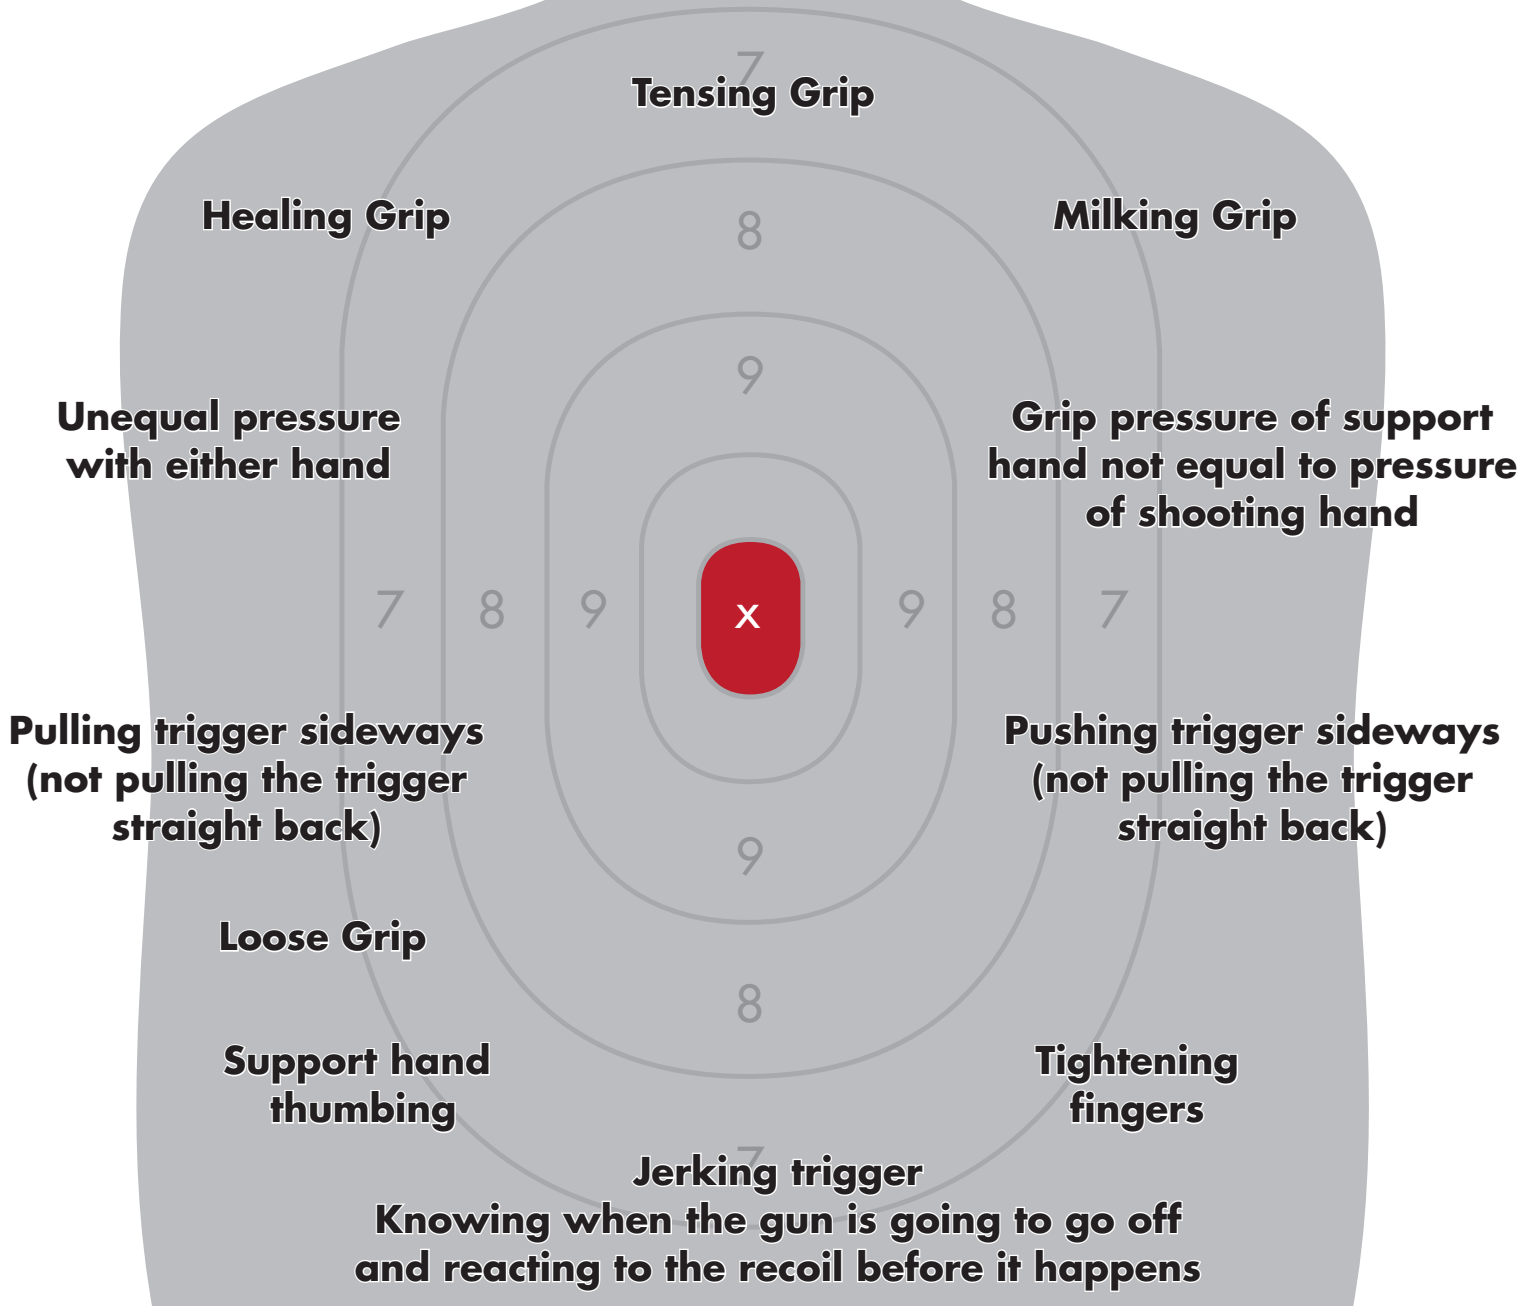 7
Tensing Grip
Healing Grip
Milking Grip
8
9
Unequal pressure
with either hand
Grip pressure of support
hand not equal to pressure
of shooting hand
7 8 9 x 9 8 7
Pulling trigger sideways
(not pulling the trigger
straight back)
Pushing trigger sideways
(not pulling the trigger
straight back)
9
Loose Grip
8
Support hand
thumbing
Tightening
fingers
7
Jerking trigger
Knowing when the gun is going to go off
and reacting to the recoil before it happens